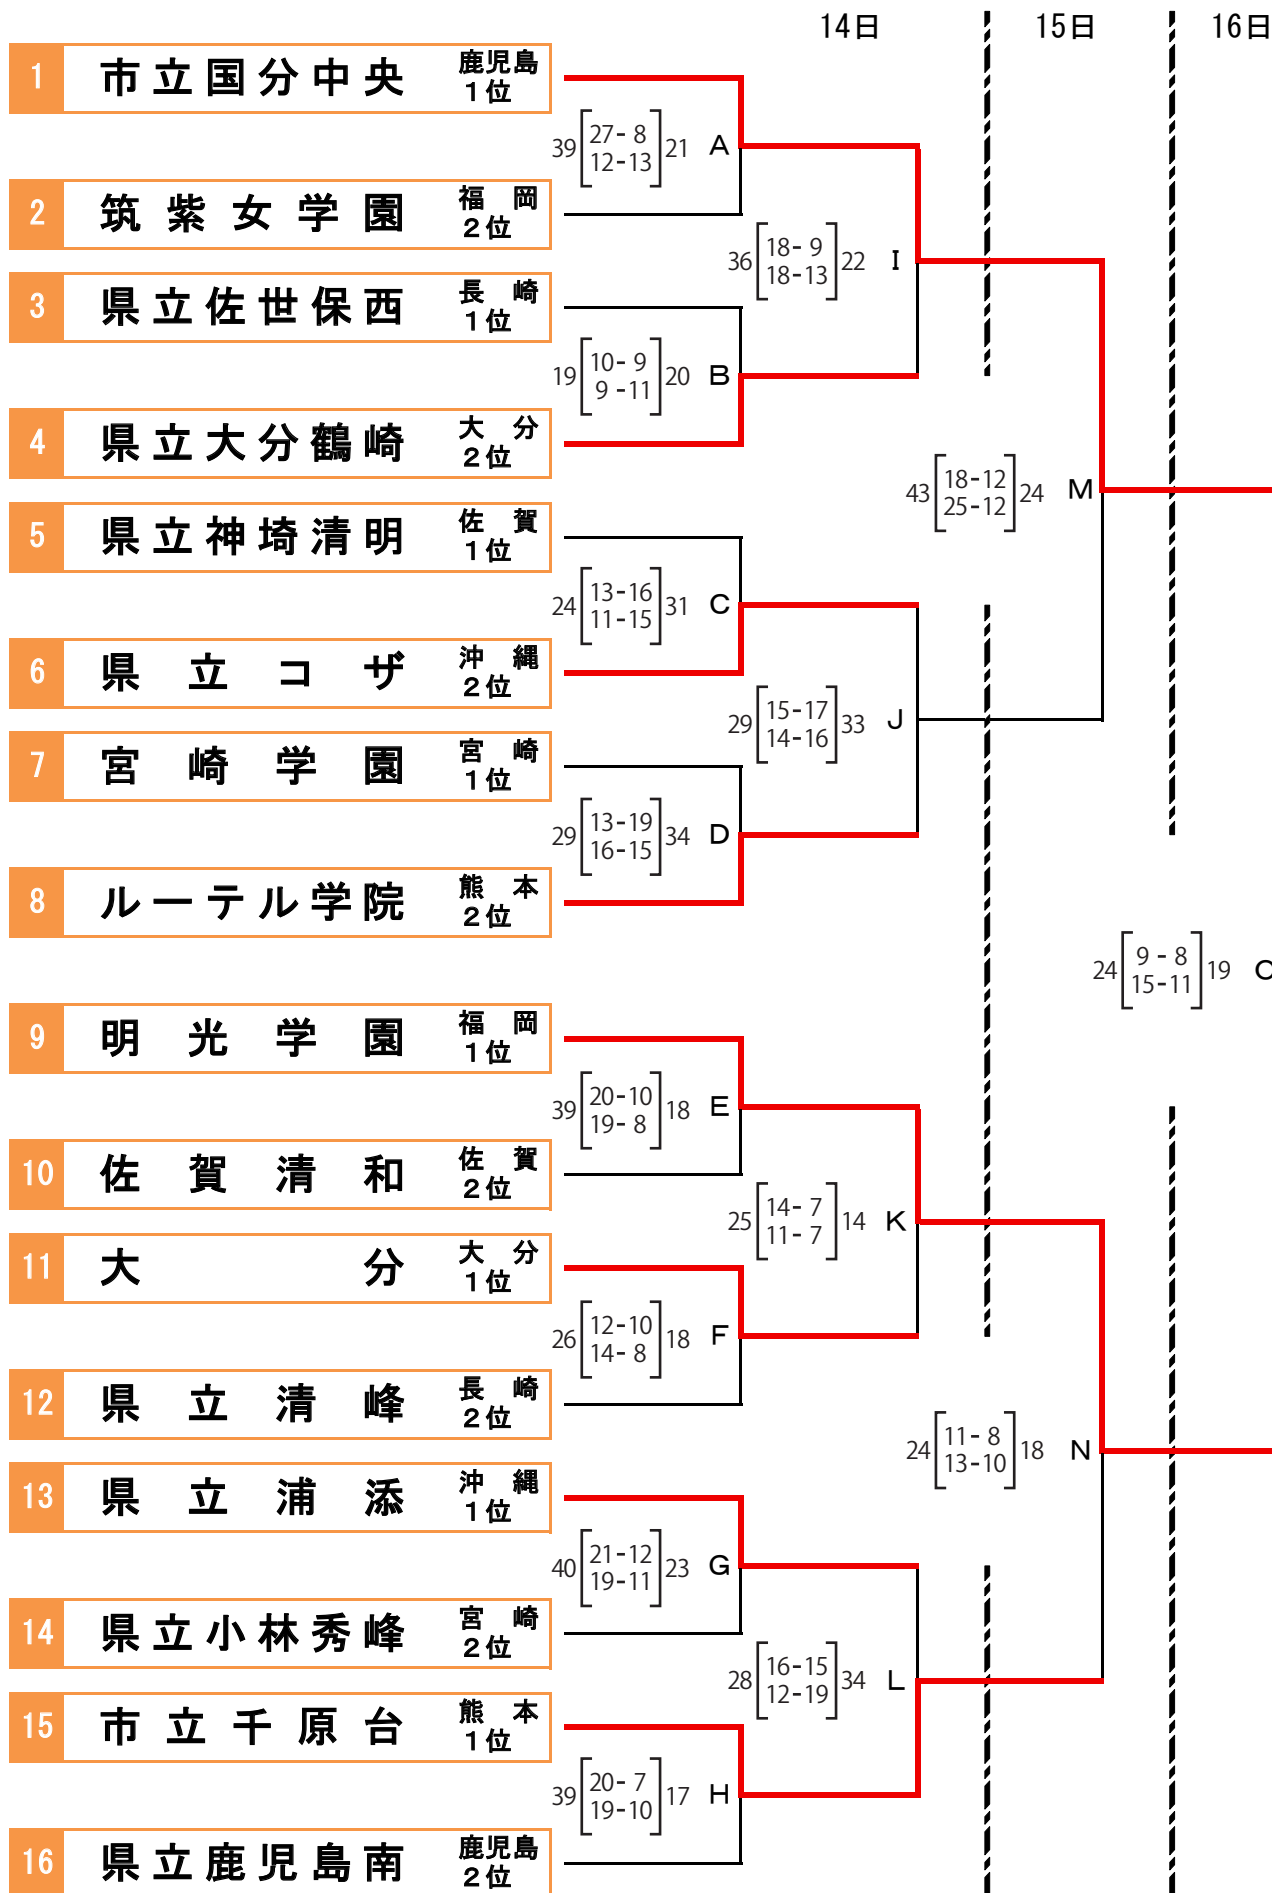 14日 15日 16日
1 市立国分中央 鹿児島
1位
39 27- 8 21 A
12-13
2 筑紫女学園 福岡
2位
36 18- 9 22 I
18-13
3 県立佐世保西 長崎
1位
19 10- 9 20 B
9 -11
4 県立大分鶴崎 大分
2位
43 18-12 24 M
25-12
5 県立神埼清明 佐賀
1位
24 13-16 31 C
11-15
6 県立コザ 沖縄
2位
29 15-17 33 J
14-16
7 宮崎学園 宮崎
1位
29 13-19 34 D
16-15
8 ルーテル学院 熊本
2位
24 9 - 8 19
15-11
9 明光学園 福岡
1位
39 20-10 18 E
19- 8
10 佐賀清和 佐賀
2位
25 14- 7 14 K
11- 7
11 大分 大分
1位
26 12-10 18 F
14- 8
12 県立清峰 長崎
2位
24 11- 8 18 N
13-10
13 県立浦添 沖縄
1位
40 21-12 23 G
19-11
14 県立小林秀峰 宮崎
2位
28 16-15 34 L
12-19
15 市立千原台 熊本
1位
39 20- 7 17 H
19-10
16 県立鹿児島南 鹿児島
2位